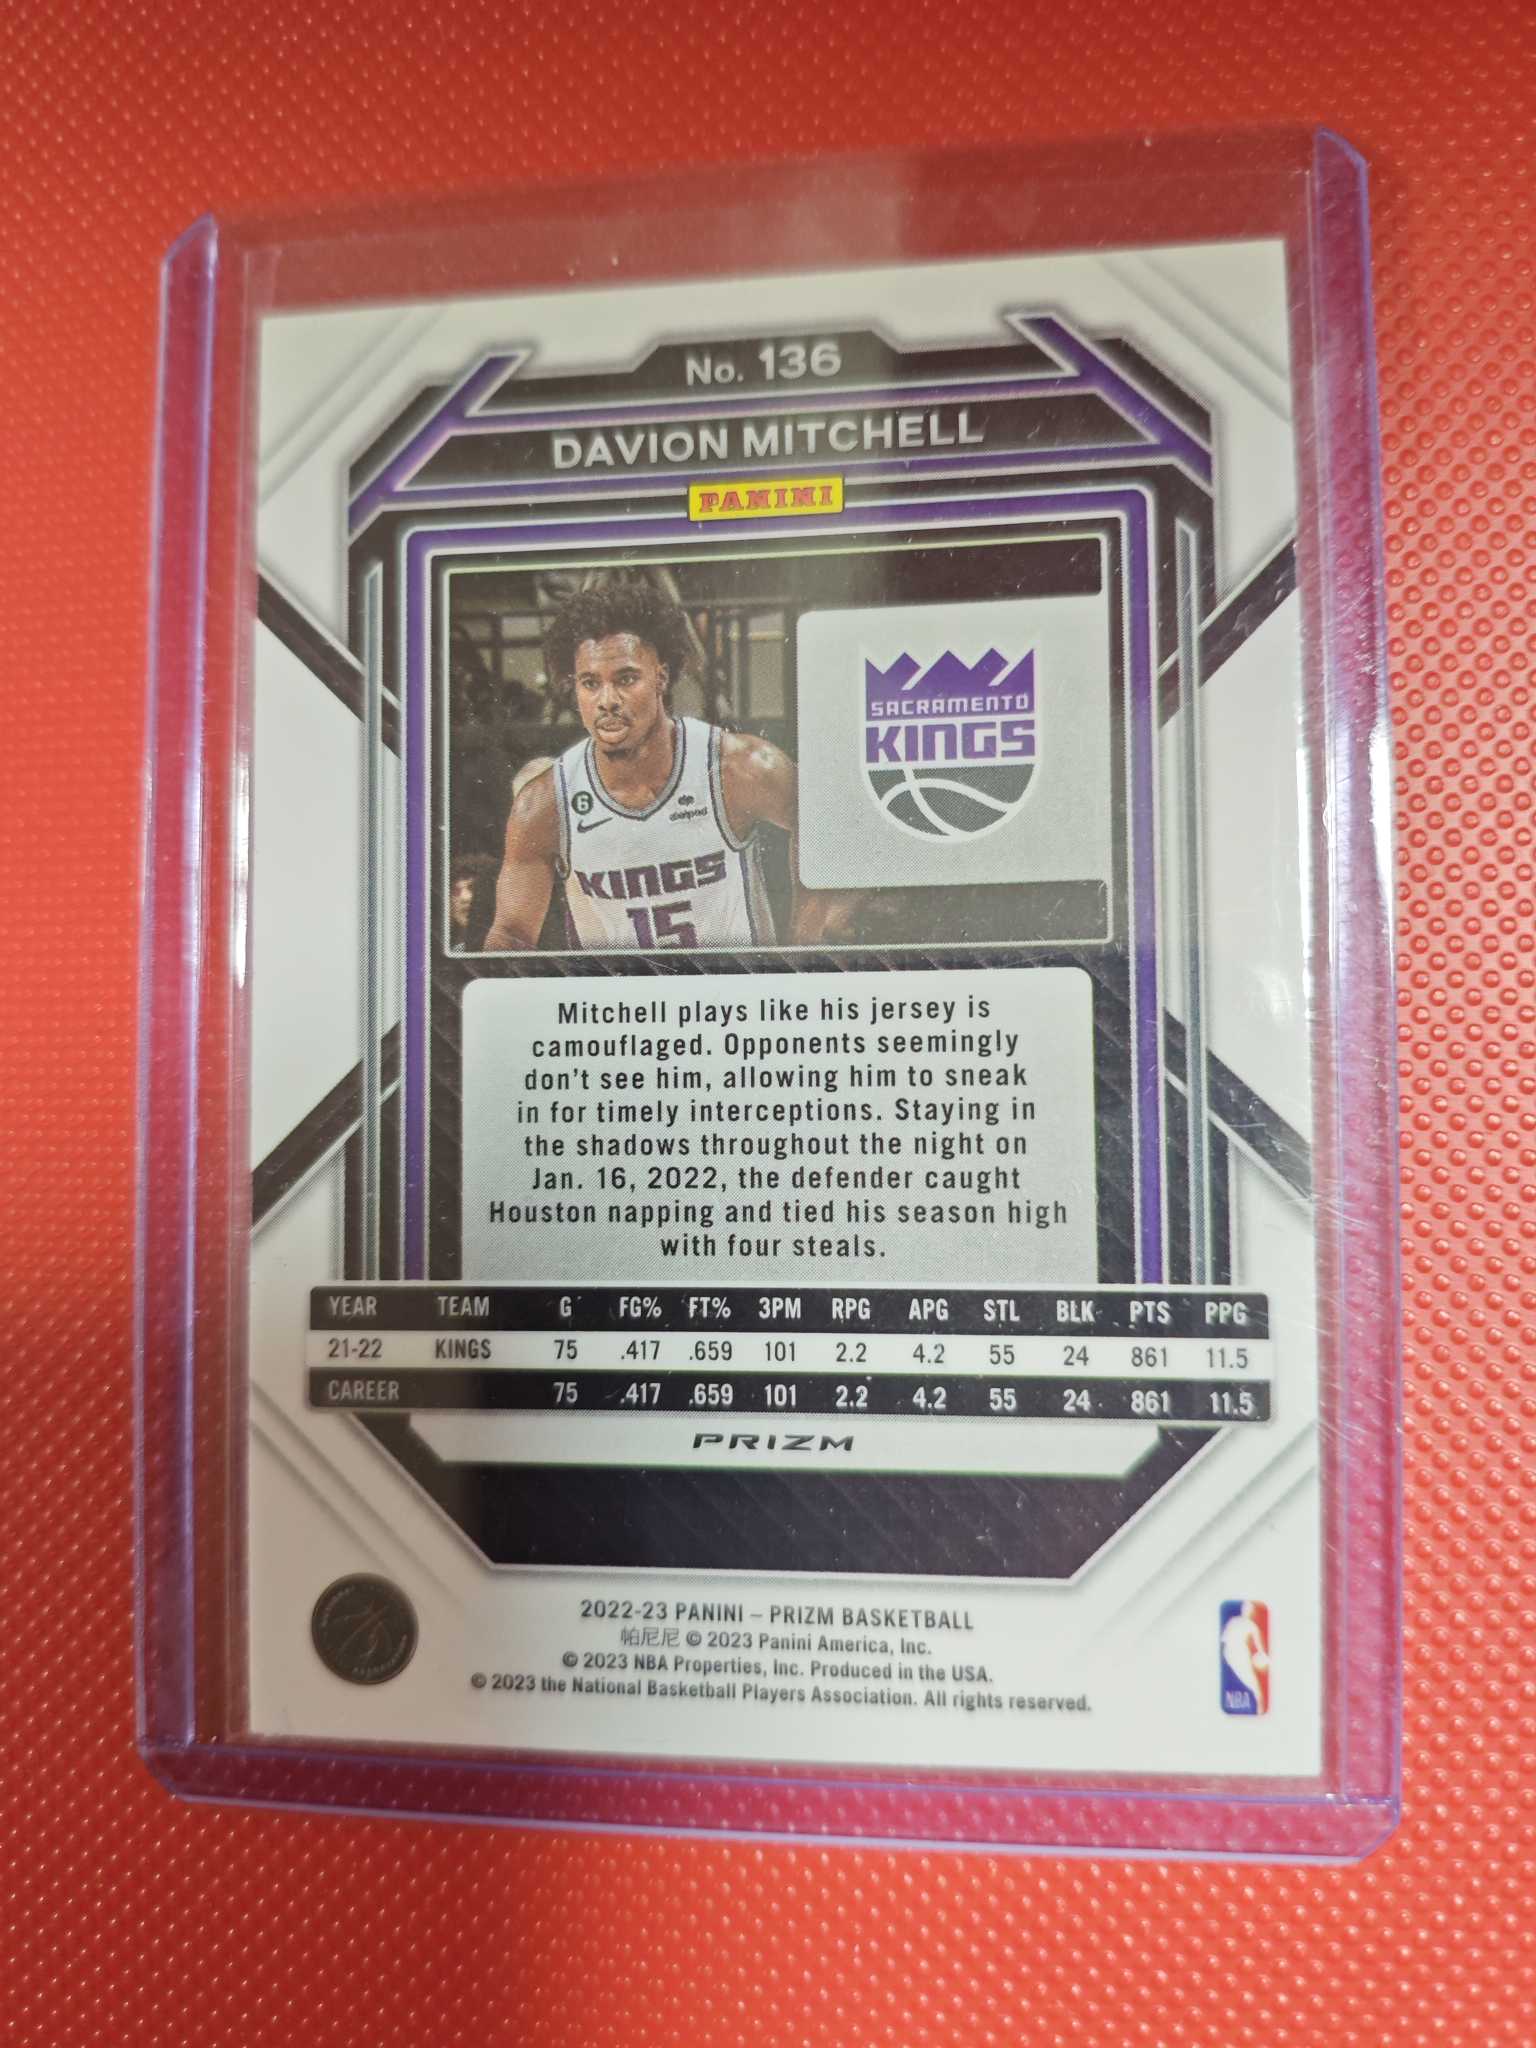 No. 136
DAVION MITCHELL
PANINI
SACRAMENTO
KINGS
6
dialpad
KINGS
15
Mitchell plays like his jersey is
camouflaged. Opponents seemingly
don't see him, allowing him to sneak
in for timely interceptions. Staying in
the shadows throughout the night on
Jan. 16, 2022, the defender caught
Houston napping and tied his season high
with four steals.
YEAR TEAM G FG% FT% 3PM RPG APG STL BLK PTS PPG
21-22 KINGS 75 .417 .659 101 2.2 4.2 55 24 861 11.5
CAREER 75 .417 .659 101 2.2 4.2 55 24 861 11.5
PRIZM
2022-23 PANINI – PRIZM BASKETBALL
帕尼尼 © 2023 Panini America, Inc.
© 2023 NBA Properties, Inc. Produced in the USA.
© 2023 the National Basketball Players Association. All rights reserved.
NBA